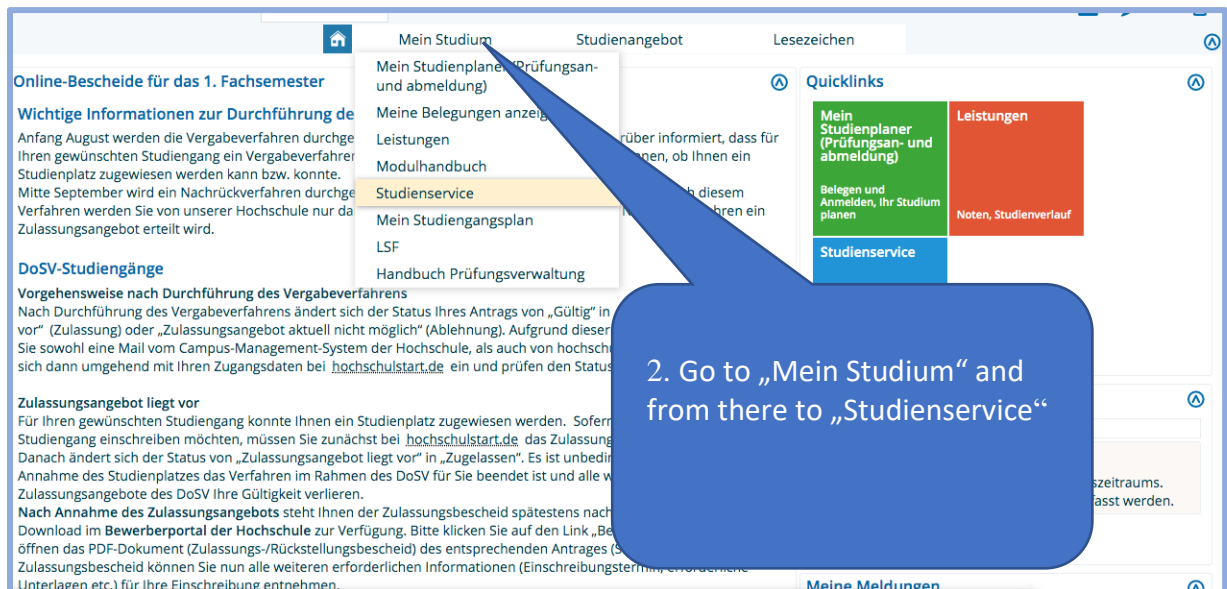 Mein Studium
Studienangebot
Lesezeichen
Mein Studienplaner (Prüfungsan-
und abmeldung)
Meine Belegungen anzeig
Leistungen
Modulhandbuch
Studienservice
Mein Studiengangsplan
LSF
Handbuch Prüfungsverwaltung
Online-Bescheide für das 1. Fachsemester
Wichtige Informationen zur Durchführung de
Anfang August werden die Vergabeverfahren durchge rüber informiert, dass für
Ihren gewünschten Studiengang ein Vergabeverfahren nen, ob Ihnen ein
Studienplatz zugewiesen werden kann bzw. konnte.
Mitte September wird ein Nachrückverfahren durchge h diesem
Verfahren werden Sie von unserer Hochschule nur da hren ein
Zulassungsangebot erteilt wird.
DoSV-Studiengänge
Vorgehensweise nach Durchführung des Vergabeverfahrens
Nach Durchführung des Vergabeverfahrens ändert sich der Status Ihres Antrags von „Gültig“ in
vor“ (Zulassung) oder „Zulassungsangebot aktuell nicht möglich“ (Ablehnung). Aufgrund dieser
Sie sowohl eine Mail vom Campus-Management-System der Hochschule, als auch von hochsch
sich dann umgehend mit Ihren Zugangsdaten bei hochschulstart.de ein und prüfen den Status
Zulassungsangebot liegt vor
Für Ihren gewünschten Studiengang konnte Ihnen ein Studienplatz zugewiesen werden. Sofern
Studiengang einschreiben möchten, müssen Sie zunächst bei hochschulstart.de das Zulassung
Danach ändert sich der Status von „Zulassungsangebot liegt vor“ in „Zugelassen“. Es ist unbedin
Annahme des Studienplatzes das Verfahren im Rahmen des DoSV für Sie beendet ist und alle w
Zulassungsangebote des DoSV Ihre Gültigkeit verlieren.
Nach Annahme des Zulassungsangebots steht Ihnen der Zulassungsbescheid spätestens nach
Download im Bewerberportal der Hochschule zur Verfügung. Bitte klicken Sie auf den Link „Be
öffnen das PDF-Dokument (Zulassungs-/Rückstellungsbescheid) des entsprechenden Antrages (S
Zulassungsbescheid können Sie nun alle weiteren erforderlichen Informationen (Einschreibungstermin, erforderliche
Unterlagen etc.) für Ihre Einschreibung entnehmen.
Quicklinks
Mein
Studienplaner
(Prüfungsan- und
abmeldung)
Belegen und
Anmelden, Ihr Studium
planen
Leistungen
Noten, Studienverlauf
Studienservice
2. Go to „Mein Studium“ and
from there to „Studienservice“
szeitraums.
fasst werden.
Meine Meldungen